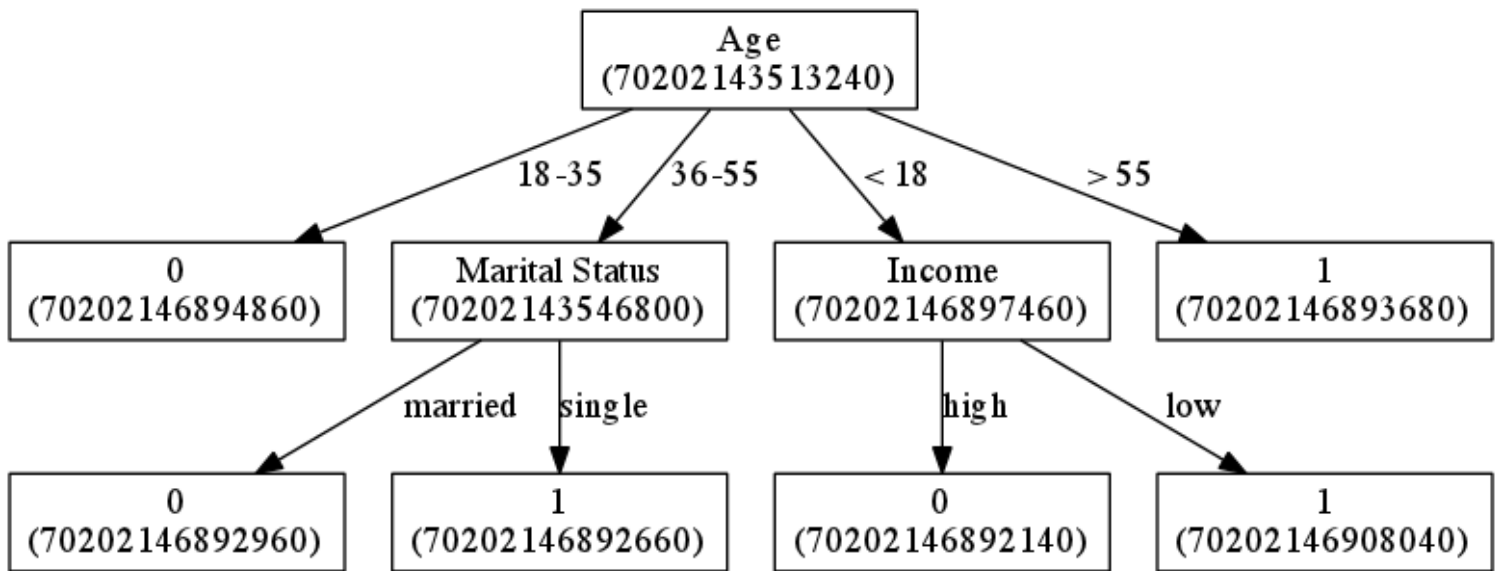 Age
(70202143513240)
18-35
36-55
< 18
> 55
0
(70202146894860)
Marital Status
(70202143546800)
Income
(70202146897460)
1
(70202146893680)
married
single
high
low
0
(70202146892960)
1
(70202146892660)
0
(70202146892140)
1
(70202146908040)